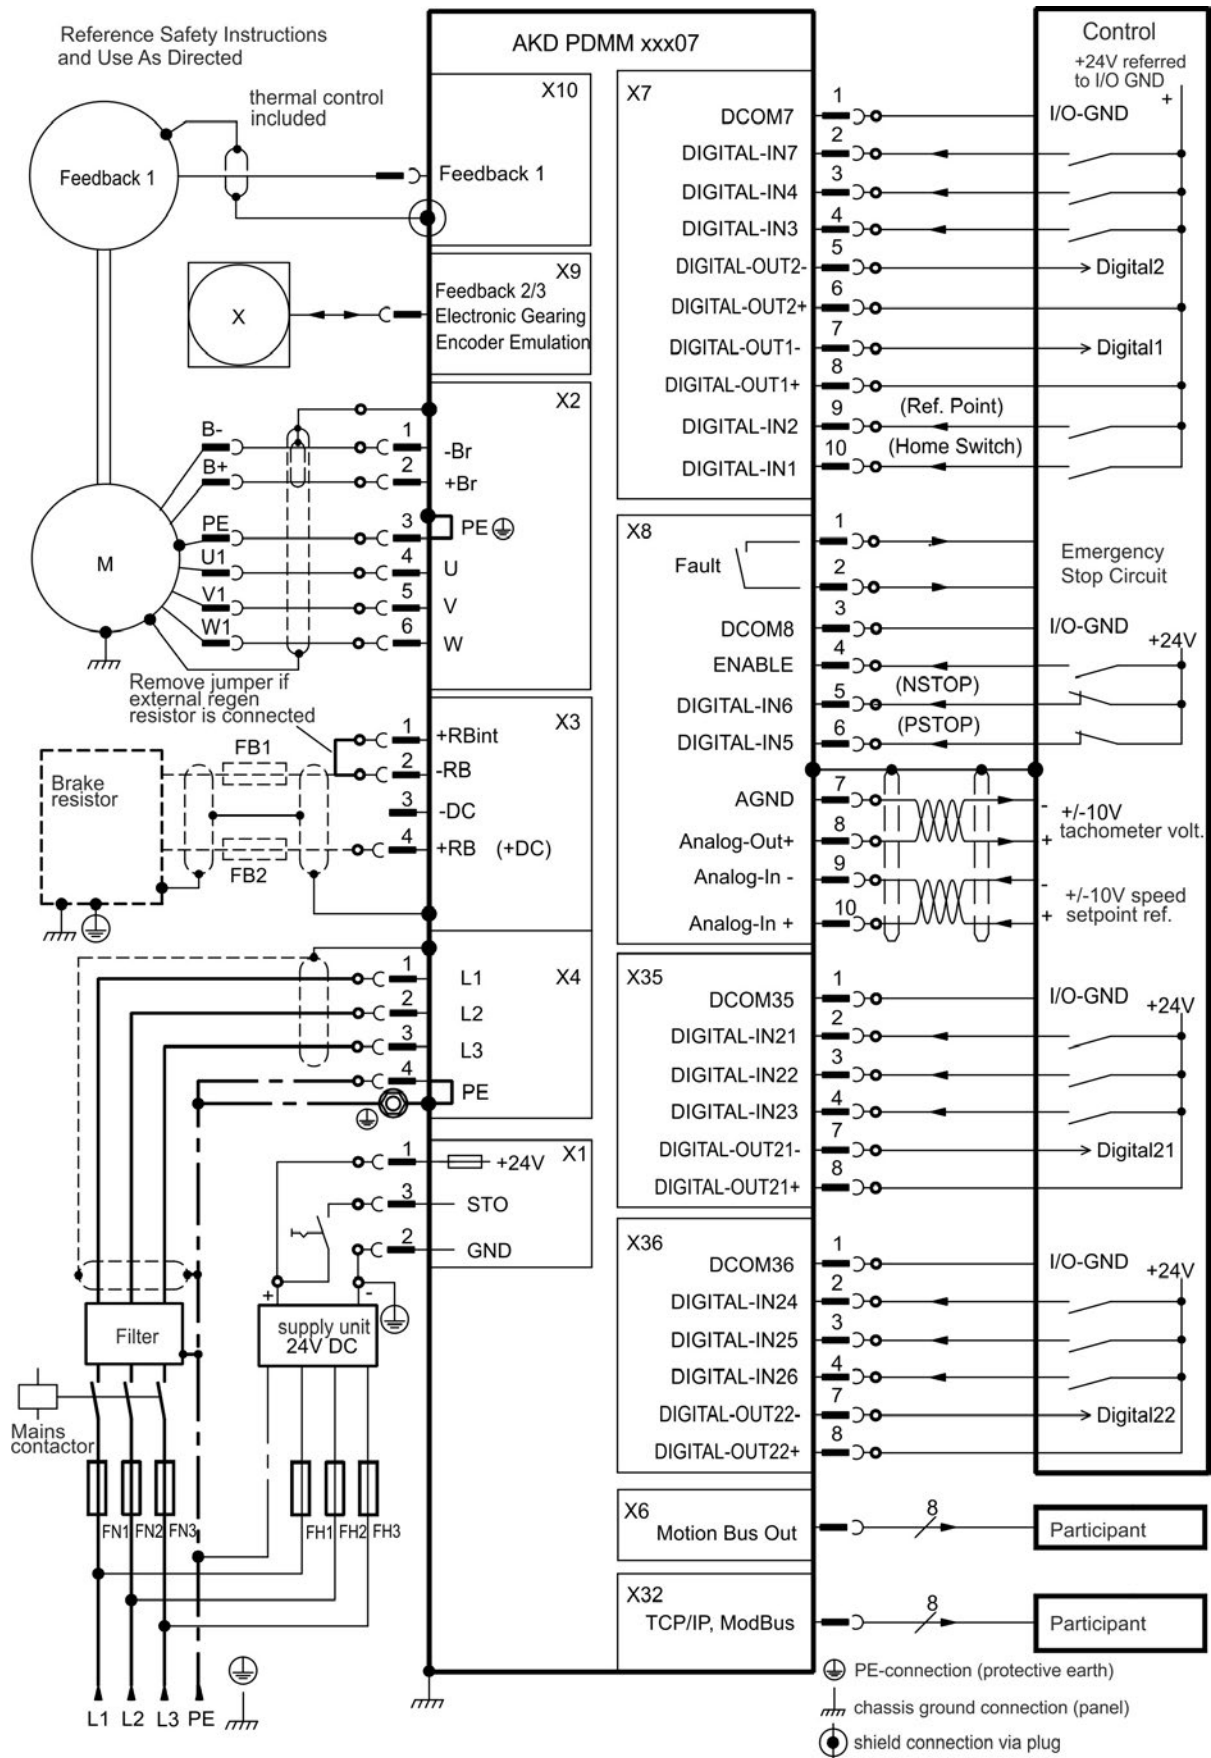 Reference Safety Instructions
and Use As Directed
AKD PDMM xxx07
Control
+24V referred
to I/O GND
+
thermal control
included
Feedback 1
X10
Feedback 1
X
X9
Feedback 2/3
Electronic Gearing
Encoder Emulation
X2
B- 1 -Br
B+ 2 +Br
PE 3 PE
U1 4 U
V1 5 V
W1 6 W
M
Remove jumper if
external regen
resistor is connected
X3
1 +RBint
2 -RB
3 -DC
4 +RB (+DC)
FB1
FB2
Brake
resistor
X4
1 L1
2 L2
3 L3
4 PE
X1
1 +24V
3 STO
2 GND
+ -
supply unit
24V DC
Filter
Mains
contactor
FN1 FN2 FN3 FH1 FH2 FH3
L1 L2 L3 PE
X7
DCOM7 1 I/O-GND
DIGITAL-IN7 2
DIGITAL-IN4 3
DIGITAL-IN3 4
DIGITAL-OUT2- 5 Digital2
DIGITAL-OUT2+ 6
DIGITAL-OUT1- 7 Digital1
DIGITAL-OUT1+ 8
DIGITAL-IN2 9 (Ref. Point)
DIGITAL-IN1 10 (Home Switch)
X8
Fault 1
2
Emergency
Stop Circuit
DCOM8 3 I/O-GND
+24V
ENABLE 4
DIGITAL-IN6 5 (NSTOP)
DIGITAL-IN5 6 (PSTOP)
AGND 7 -
Analog-Out+ 8 +
+/-10V
tachometer volt.
Analog-In - 9 -
Analog-In + 10 +
+/-10V speed
setpoint ref.
X35
DCOM35 1 I/O-GND +24V
DIGITAL-IN21 2
DIGITAL-IN22 3
DIGITAL-IN23 4
DIGITAL-OUT21- 7 Digital21
DIGITAL-OUT21+ 8
X36
DCOM36 1 I/O-GND +24V
DIGITAL-IN24 2
DIGITAL-IN25 3
DIGITAL-IN26 4
DIGITAL-OUT22- 7 Digital22
DIGITAL-OUT22+ 8
X6
Motion Bus Out 8 Participant
X32
TCP/IP, ModBus 8 Participant
PE-connection (protective earth)
chassis ground connection (panel)
shield connection via plug